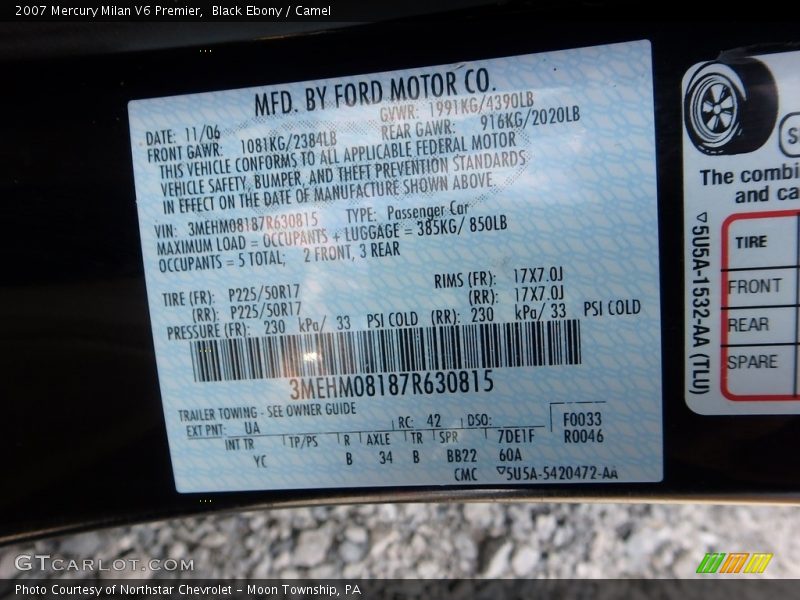 2007 Mercury Milan V6 Premier, Black Ebony / Camel
MFD. BY FORD MOTOR CO.
DATE: 11/06 GVWR: 1991KG/4390LB
FRONT GAWR: 1081KG/2384LB REAR GAWR: 916KG/2020LB
THIS VEHICLE CONFORMS TO ALL APPLICABLE FEDERAL MOTOR
VEHICLE SAFETY, BUMPER, AND THEFT PREVENTION STANDARDS
IN EFFECT ON THE DATE OF MANUFACTURE SHOWN ABOVE.
VIN: 3MEHM08187R630815 TYPE: Passenger Car
MAXIMUM LOAD = OCCUPANTS + LUGGAGE = 385KG/ 850LB
OCCUPANTS = 5 TOTAL; 2 FRONT, 3 REAR
TIRE (FR): P225/50R17 RIMS (FR): 17X7.0J
(RR): P225/50R17 (RR): 17X7.0J
PRESSURE (FR): 230 kPa/ 33 PSI COLD (RR): 230 kPa/ 33 PSI COLD
3MEHM08187R630815
TRAILER TOWING - SEE OWNER GUIDE
EXT PNT: UA RC: 42 DSO: F0033
INT TR TP/PS R AXLE TR SPR 7DE1F R0046
YC B 34 B BB22 60A
CMC ▽5U5A-5420472-AA
The combi
and ca
TIRE
FRONT
REAR
SPARE
▽5U5A-1532-AA (TLU)
GTCARLOT.COM
Photo Courtesy of Northstar Chevrolet – Moon Township, PA